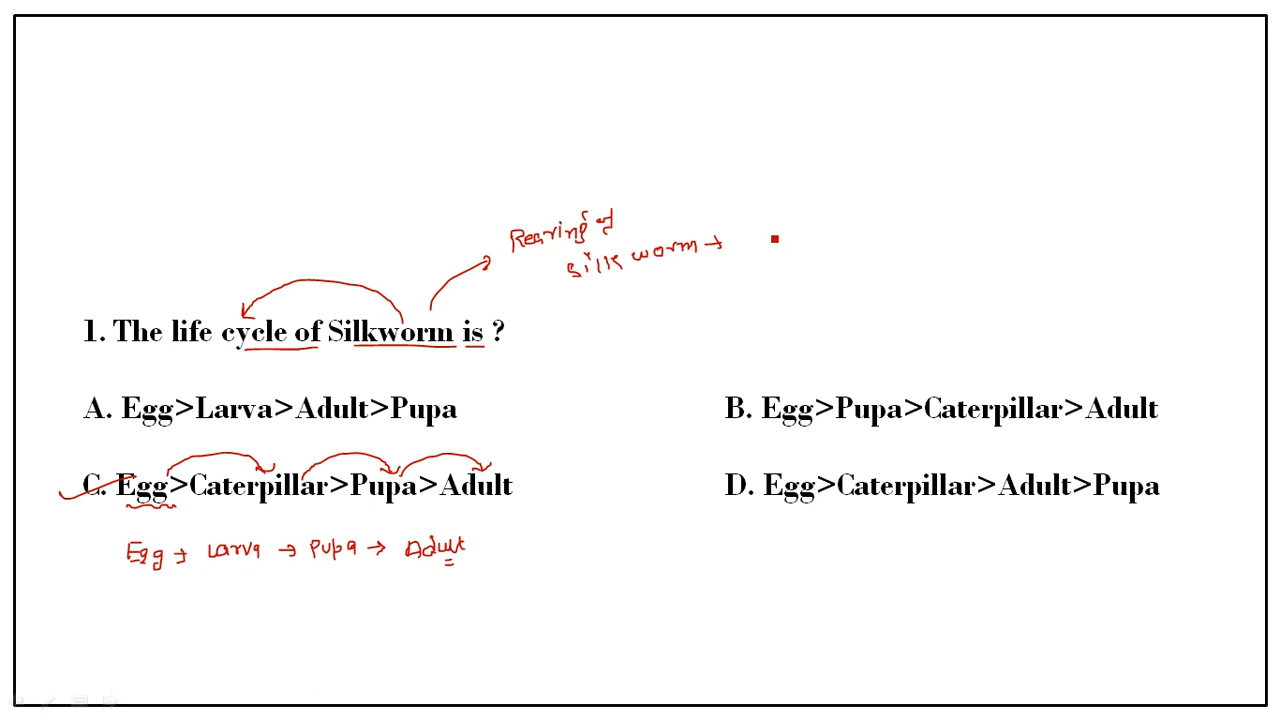 Rearing of
Silk worm →
1. The life cycle of Silkworm is ?
A. Egg>Larva>Adult>Pupa
B. Egg>Pupa>Caterpillar>Adult
C. Egg>Caterpillar>Pupa>Adult
D. Egg>Caterpillar>Adult>Pupa
Egg → Larva → Pupa → Adult